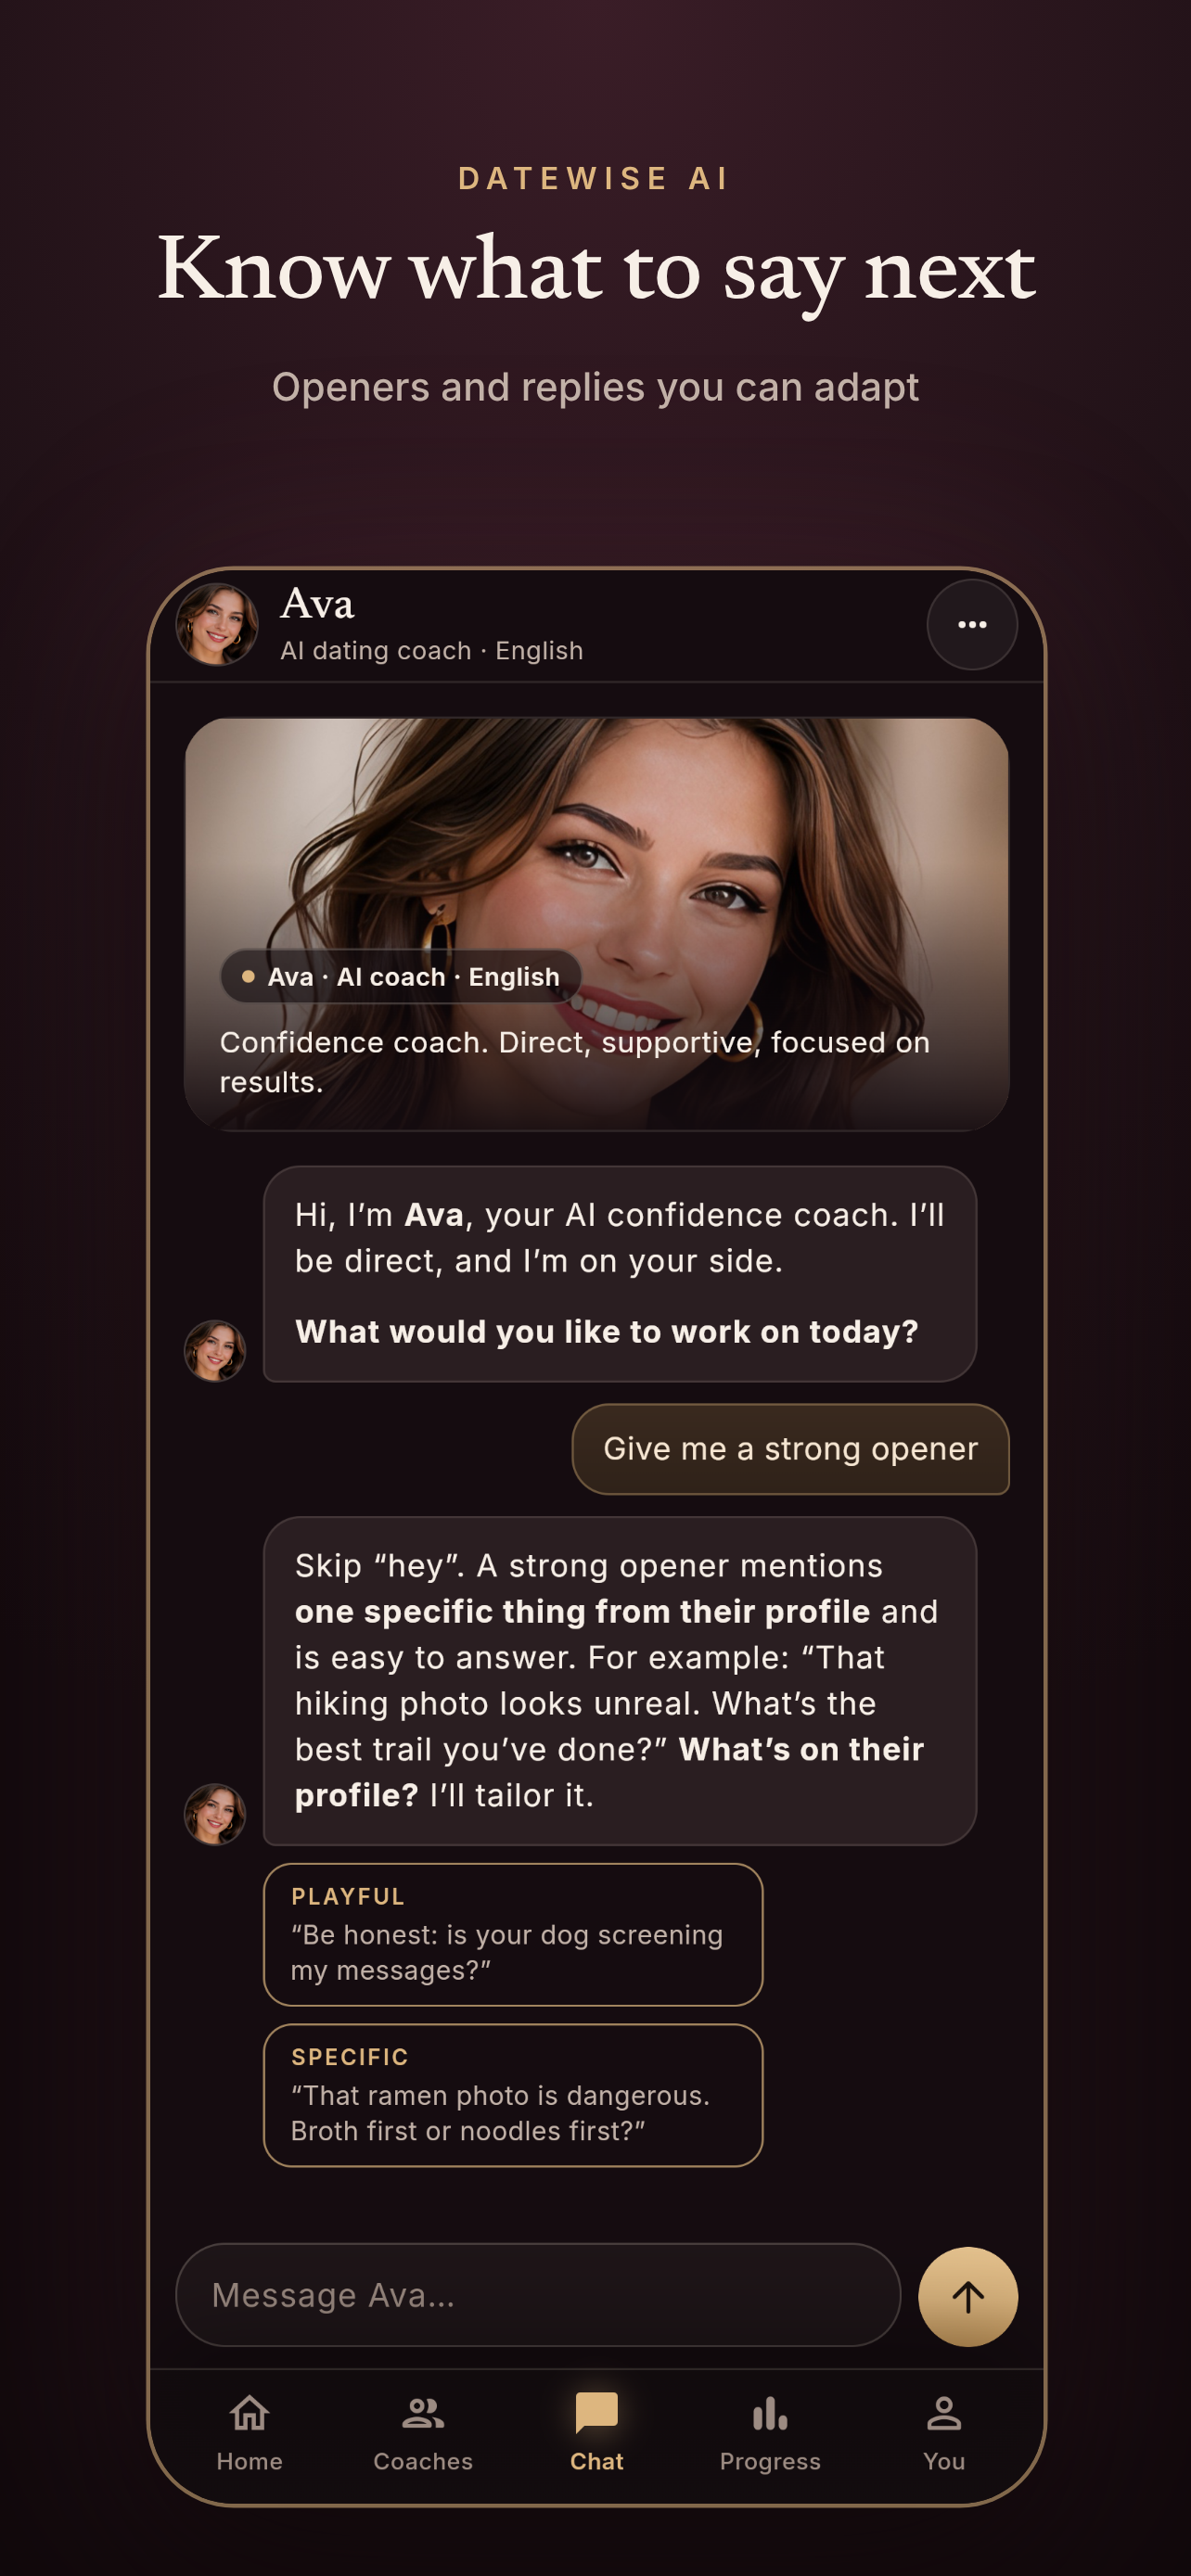 DATEWISE AI
Know what to say next
Openers and replies you can adapt
Ava
AI dating coach · English
Ava · AI coach · English
Confidence coach. Direct, supportive, focused on
results.
Hi, I’m Ava, your AI confidence coach. I’ll
be direct, and I’m on your side.
What would you like to work on today?
Give me a strong opener
Skip “hey”. A strong opener mentions
one specific thing from their profile and
is easy to answer. For example: “That
hiking photo looks unreal. What’s the
best trail you’ve done?” What’s on their
profile? I’ll tailor it.
PLAYFUL
“Be honest: is your dog screening
my messages?”
SPECIFIC
“That ramen photo is dangerous.
Broth first or noodles first?”
Message Ava...
Home
Coaches
Chat
Progress
You